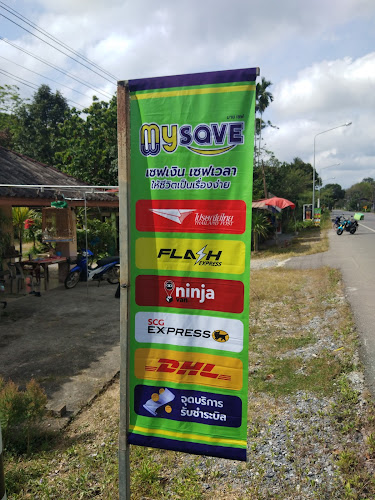 mysave
เซฟเงิน เซฟเวลา
ให้ชีวิตเป็นเรื่องง่าย
ไปรษณีย์ไทย
THAILAND POST
FLASH
EXPRESS
ninja
van
SCG
EXPRESS
DHL
จุดบริการ
รับชำระบิล